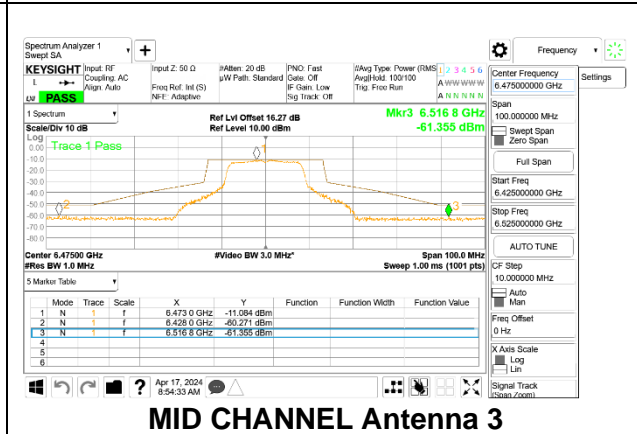 Spectrum Analyzer 1
Swept SA
Frequency
KEYSIGHT
L
PASS
Input: RF
Coupling: AC
Align: Auto
Input Z: 50 Ω
Freq Ref: Int (S)
NFE: Adaptive
#Atten: 20 dB
µW Path: Standard
PNO: Fast
Gate: Off
IF Gain: Low
Sig Track: Off
#Avg Type: Power (RMS
Avg|Hold: 100/100
Trig: Free Run
1 2 3 4 5 6
A W W W W W
A N N N N N
Center Frequency
6.475000000 GHz
Settings
Span
100.000000 MHz
Swept Span
Zero Span
Full Span
Start Freq
6.425000000 GHz
Stop Freq
6.525000000 GHz
AUTO TUNE
CF Step
10.000000 MHz
Auto
Man
Freq Offset
0 Hz
X Axis Scale
Log
Lin
Signal Track
(Span Zoom)
1 Spectrum
Scale/Div 10 dB
Log
Ref Lvl Offset 16.27 dB
Ref Level 10.00 dBm
Mkr3 6.516 8 GHz
-61.355 dBm
Trace 1 Pass
0.00
-10.0
-20.0
-30.0
-40.0
-50.0
-60.0
-70.0
-80.0
1
2
3
Center 6.47500 GHz
#Res BW 1.0 MHz
#Video BW 3.0 MHz*
Span 100.0 MHz
Sweep 1.00 ms (1001 pts)
5 Marker Table
Mode Trace Scale X Y Function Function Width Function Value
1 N 1 f 6.473 0 GHz -11.084 dBm
2 N 1 f 6.428 0 GHz -60.271 dBm
3 N 1 f 6.516 8 GHz -61.355 dBm
4
5
6
?
Apr 17, 2024
8:54:33 AM
MID CHANNEL Antenna 3